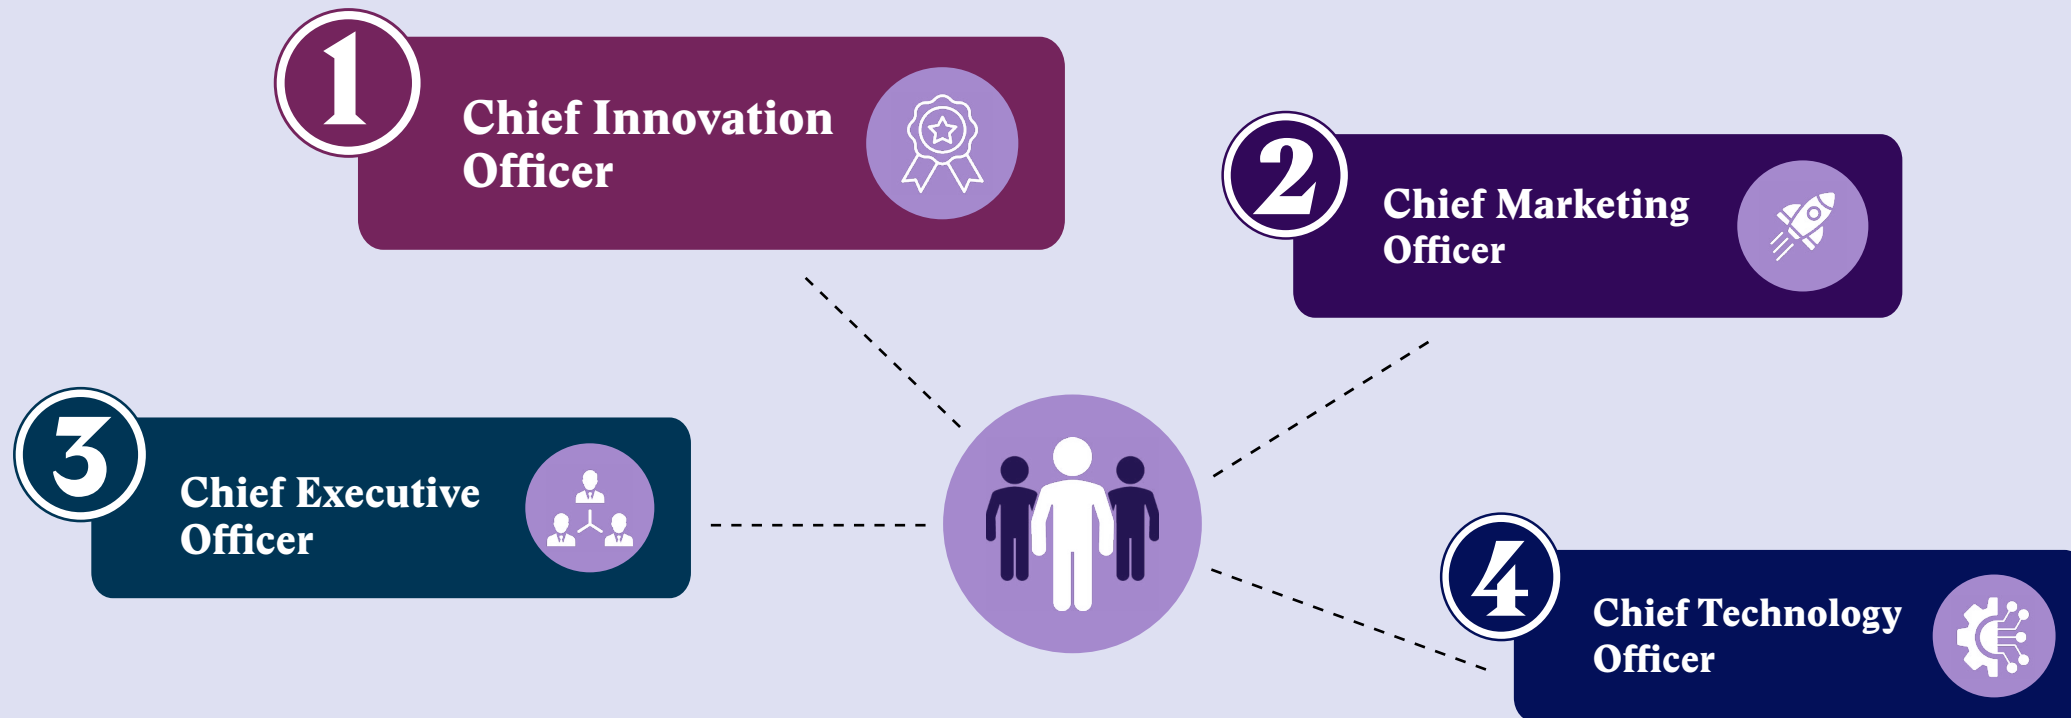 1
Chief Innovation
Officer
2
Chief Marketing
Officer
3
Chief Executive
Officer
4
Chief Technology
Officer